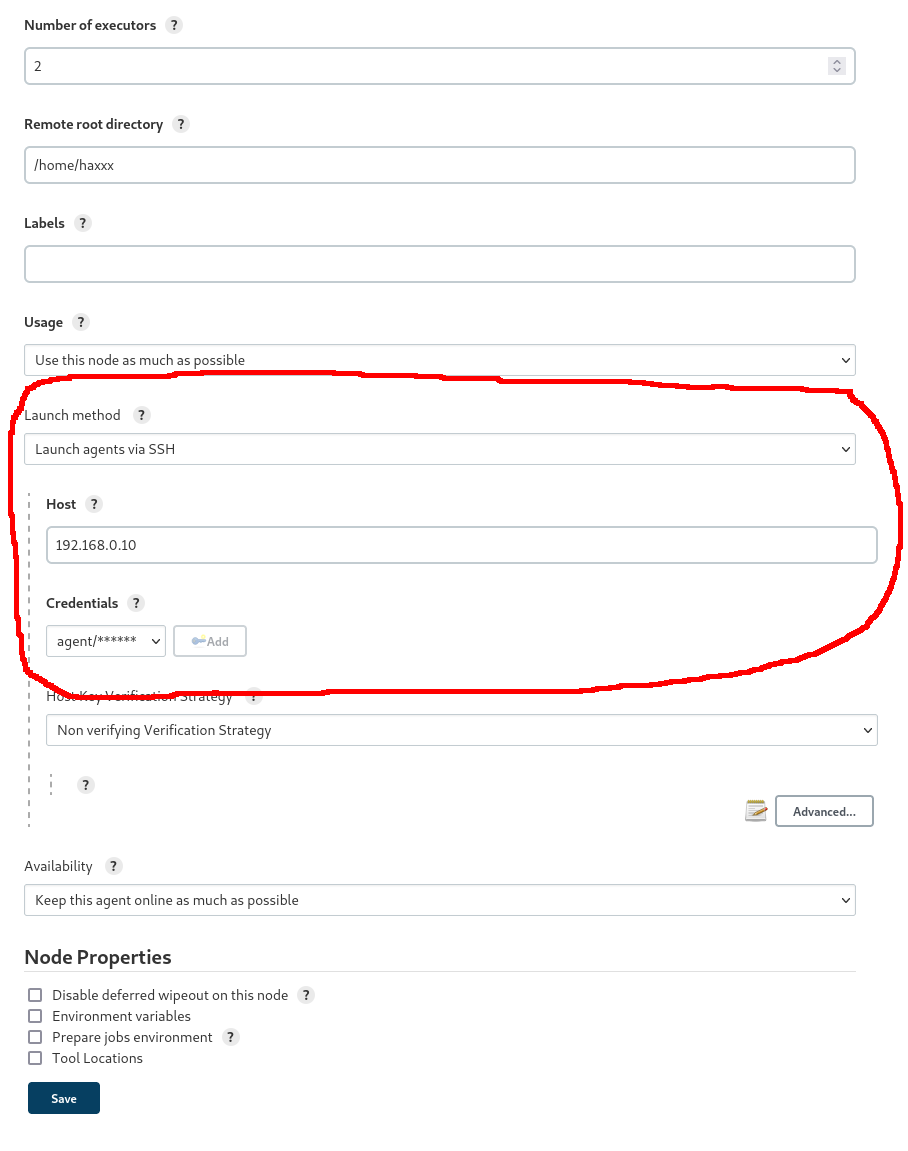 Number of executors ?
2
Remote root directory ?
/home/haxxx
Labels ?
Usage ?
Use this node as much as possible
Launch method ?
Launch agents via SSH
Host ?
192.168.0.10
Credentials ?
agent/****** Add
Host Key Verification Strategy ?
Non verifying Verification Strategy
?
Advanced...
Availability ?
Keep this agent online as much as possible
Node Properties
Disable deferred wipeout on this node ?
Environment variables
Prepare jobs environment ?
Tool Locations
Save